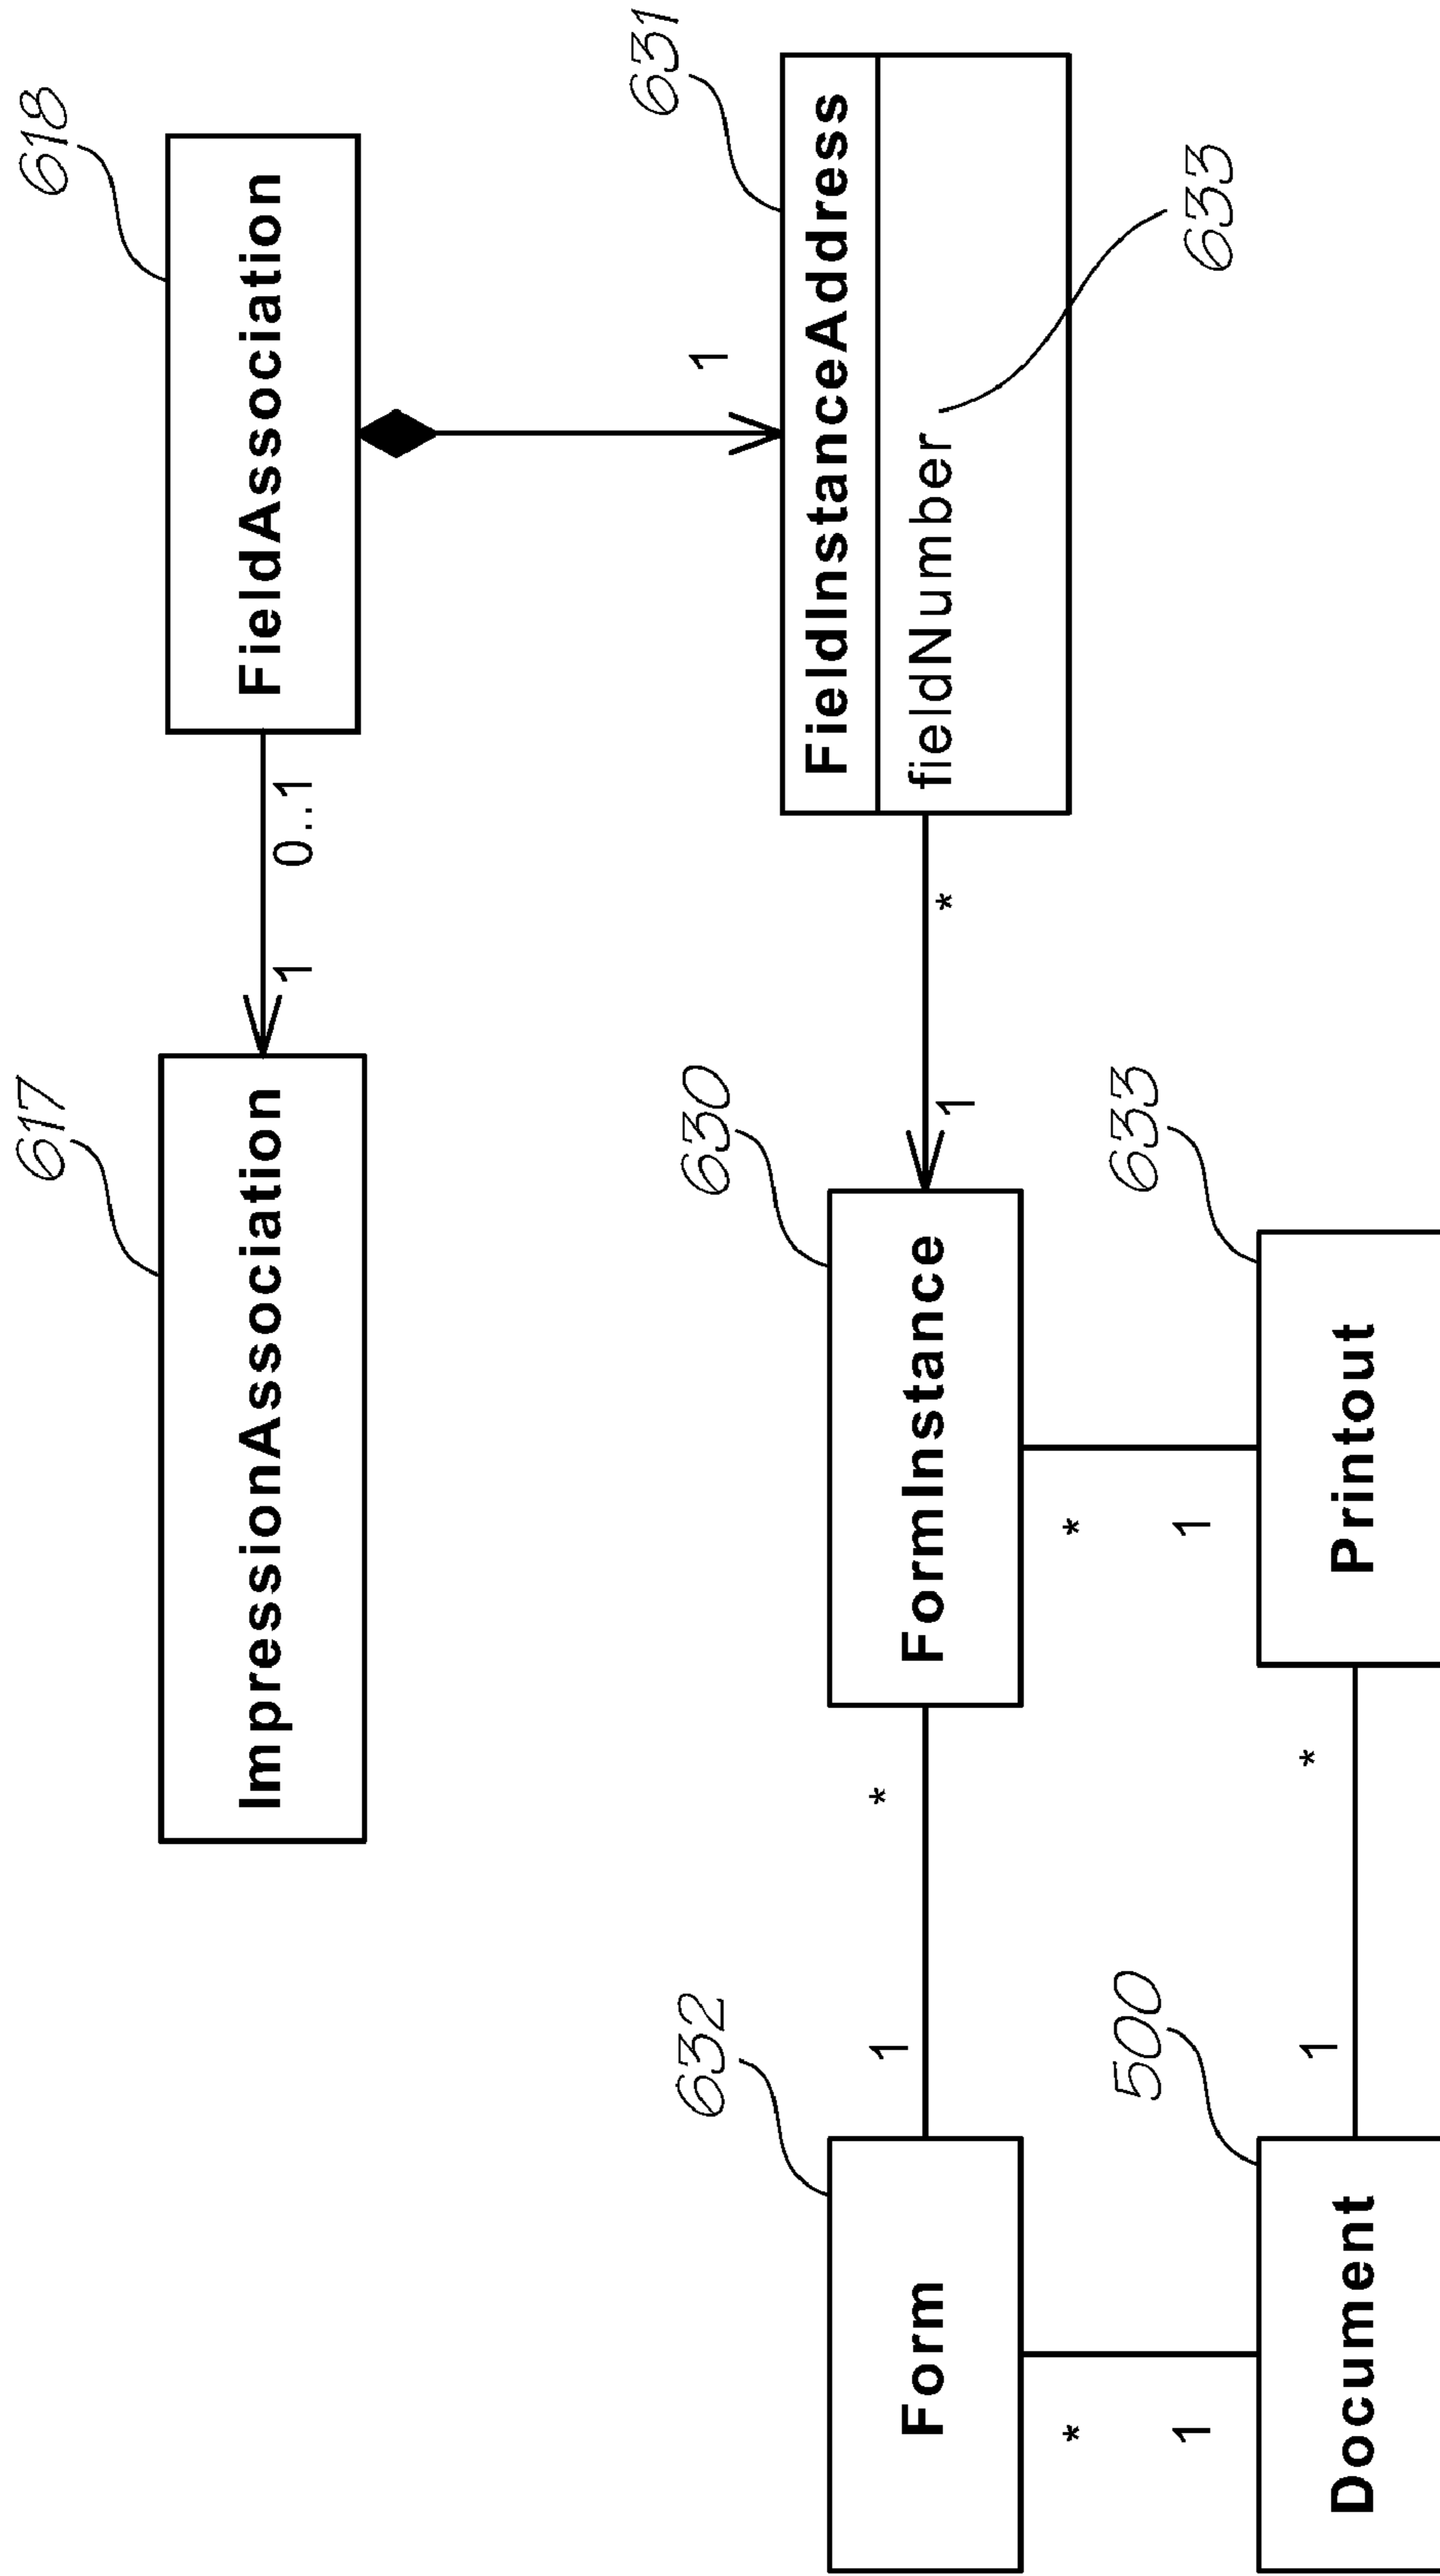 617
618
ImpressionAssociation
FieldAssociation
1
0..1
1
632
630
631
FieldInstanceAddress
1
*
Form
FormInstance
fieldNumber
1
*
*
*
500
633
1
1
633
1
*
Document
Printout